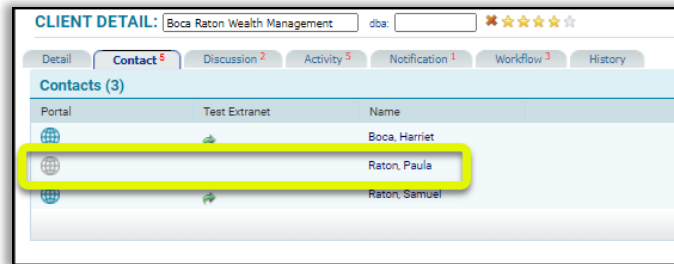 CLIENT DETAIL: Boca Raton Wealth Management dba:
Detail Contact 5 Discussion 2 Activity 5 Notification 1 Workflow 3 History
Contacts (3)
Portal Test Extranet Name
Boca, Harriet
Raton, Paula
Raton, Samuel